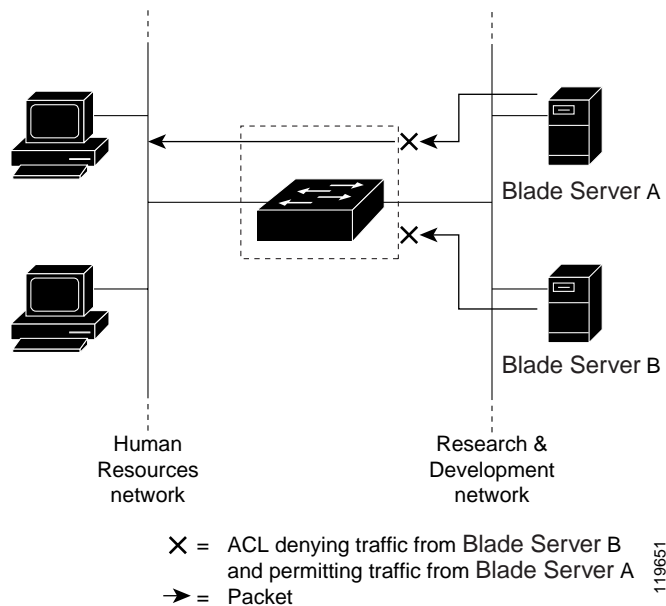 Blade Server A
Blade Server B
Human
Resources
network
Research &
Development
network
X = ACL denying traffic from Blade Server B
and permitting traffic from Blade Server A
→ = Packet
119651